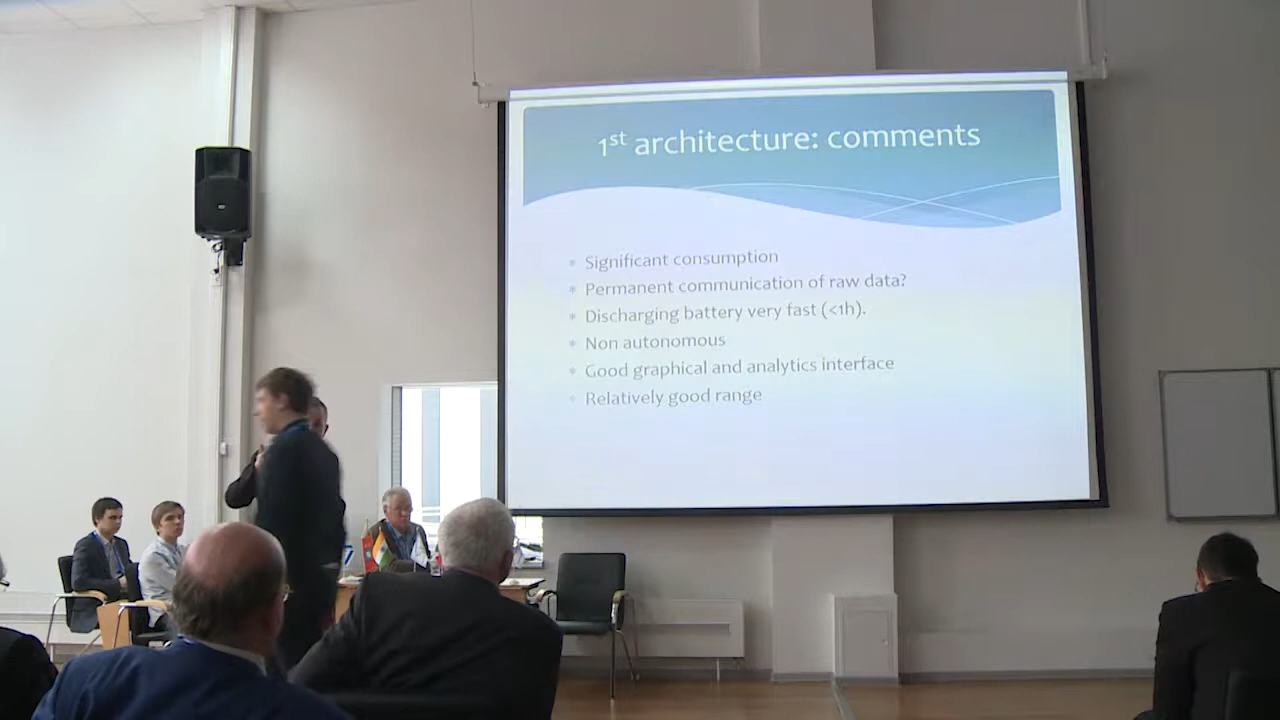 1st architecture: comments
Significant consumption
Permanent communication of raw data?
Discharging battery very fast (<1h).
Non autonomous
Good graphical and analytics interface
Relatively good range